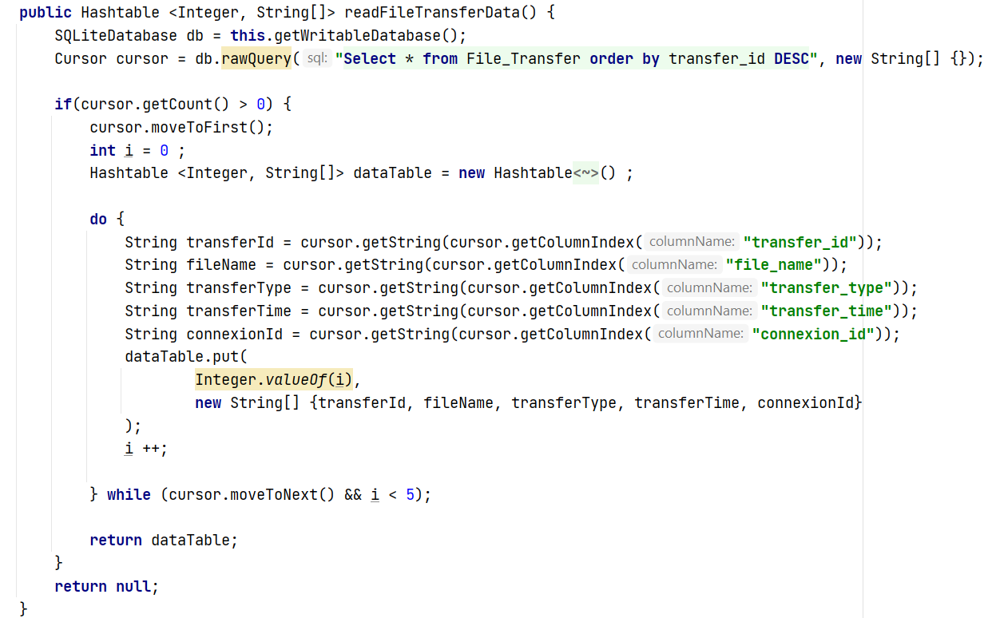 public Hashtable <Integer, String[]> readFileTransferData() {
SQLiteDatabase db = this.getWritableDatabase();
Cursor cursor = db.rawQuery( sql: "Select * from File_Transfer order by transfer_id DESC", new String[] {});
if(cursor.getCount() > 0) {
cursor.moveToFirst();
int i = 0 ;
Hashtable <Integer, String[]> dataTable = new Hashtable<~>() ;
do {
String transferId = cursor.getString(cursor.getColumnIndex( columnName: "transfer_id"));
String fileName = cursor.getString(cursor.getColumnIndex( columnName: "file_name"));
String transferType = cursor.getString(cursor.getColumnIndex( columnName: "transfer_type"));
String transferTime = cursor.getString(cursor.getColumnIndex( columnName: "transfer_time"));
String connexionId = cursor.getString(cursor.getColumnIndex( columnName: "connexion_id"));
dataTable.put(
Integer.valueOf(i),
new String[] {transferId, fileName, transferType, transferTime, connexionId}
);
i ++;
} while (cursor.moveToNext() && i < 5);
return dataTable;
}
return null;
}